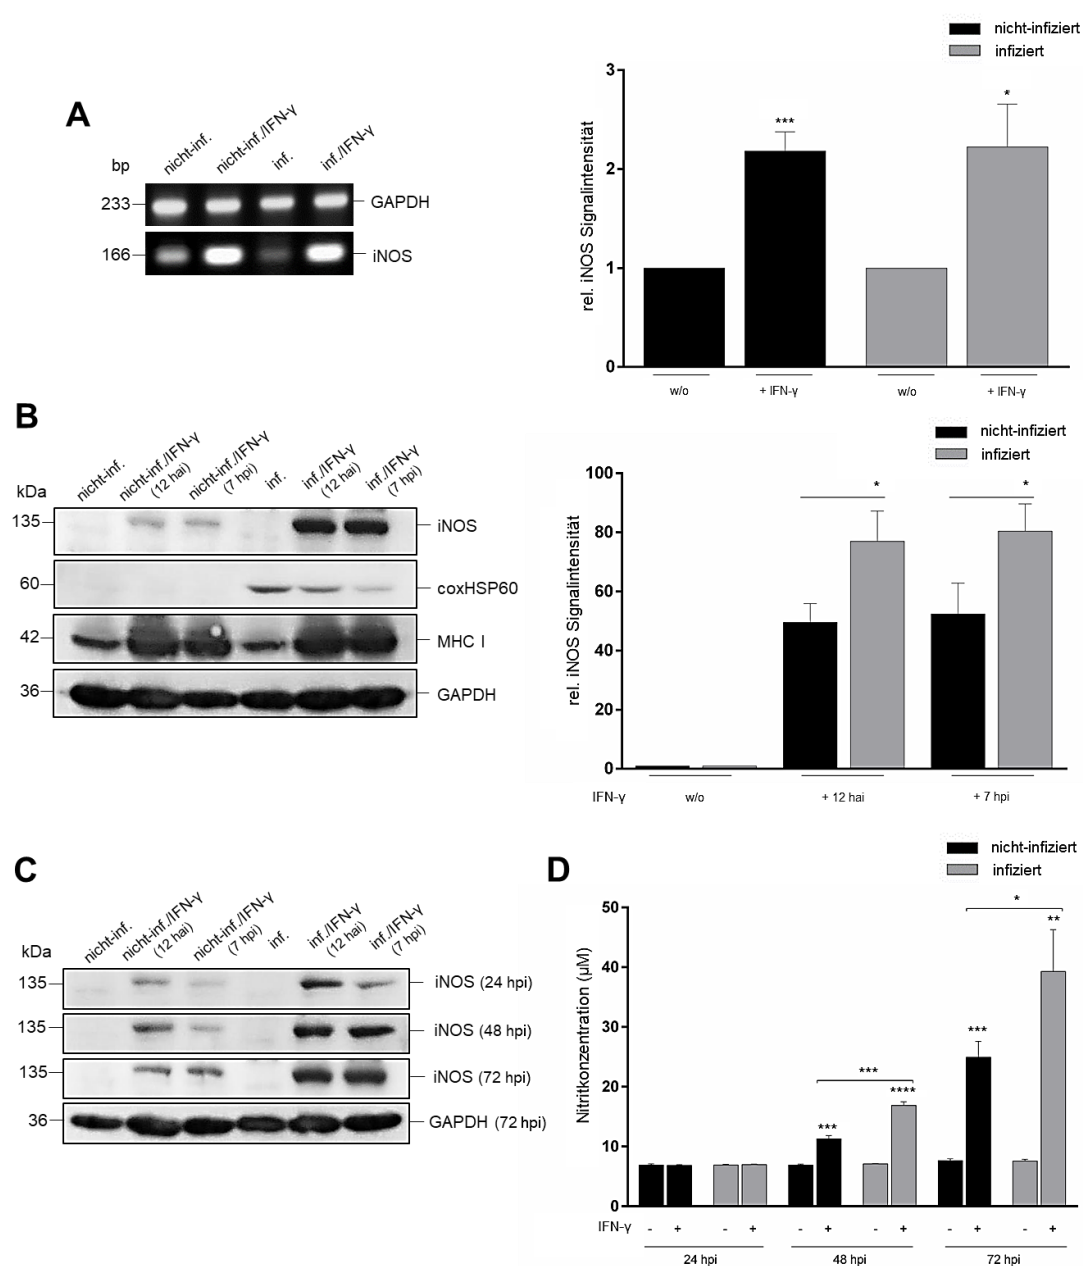 nicht-infiziert
infiziert
A
bp
nicht-inf.
nicht-inf./IFN-γ
inf.
inf./IFN-γ
233
GAPDH
166
iNOS
rel. iNOS Signalintensität
3
2
1
0
***
*
w/o
+ IFN-γ
w/o
+ IFN-γ
B
kDa
nicht-inf.
nicht-inf./IFN-γ
(12 hai)
nicht-inf./IFN-γ
(7 hpi)
inf.
inf./IFN-γ
(12 hai)
inf./IFN-γ
(7 hpi)
135
iNOS
60
coxHSP60
42
MHC I
36
GAPDH
nicht-infiziert
infiziert
rel. iNOS Signalintensität
100
80
60
40
20
0
*
*
IFN-γ
w/o
+ 12 hai
+ 7 hpi
C
kDa
nicht-inf.
nicht-inf./IFN-γ
(12 hai)
nicht-inf./IFN-γ
(7 hpi)
inf.
inf./IFN-γ
(12 hai)
inf./IFN-γ
(7 hpi)
135
iNOS (24 hpi)
135
iNOS (48 hpi)
135
iNOS (72 hpi)
36
GAPDH (72 hpi)
D
nicht-infiziert
infiziert
Nitritkonzentration (µM)
50
40
30
20
10
0
***
***
****
***
*
**
IFN-γ - + - + - + - + - + - +
24 hpi
48 hpi
72 hpi